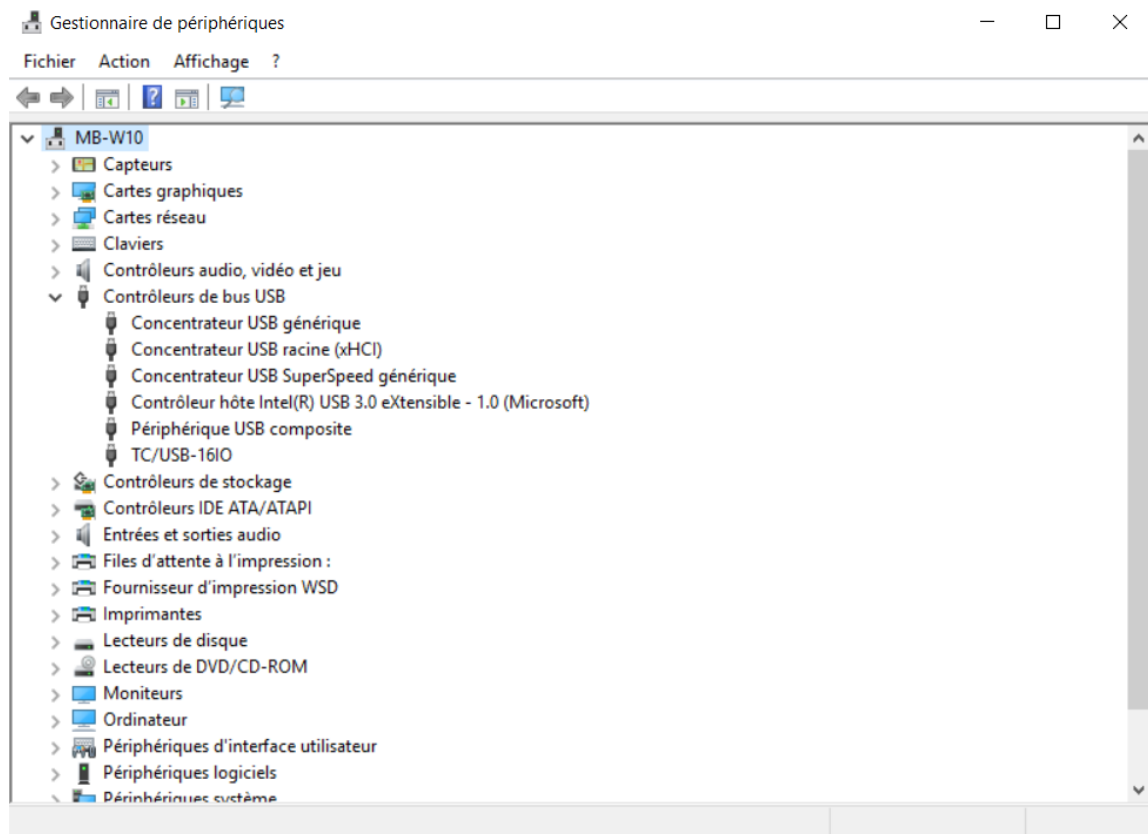 Gestionnaire de périphériques
Fichier Action Affichage ?
MB-W10
Capteurs
Cartes graphiques
Cartes réseau
Claviers
Contrôleurs audio, vidéo et jeu
Contrôleurs de bus USB
Concentrateur USB générique
Concentrateur USB racine (xHCI)
Concentrateur USB SuperSpeed générique
Contrôleur hôte Intel(R) USB 3.0 eXtensible - 1.0 (Microsoft)
Périphérique USB composite
TC/USB-16IO
Contrôleurs de stockage
Contrôleurs IDE ATA/ATAPI
Entrées et sorties audio
Files d'attente à l'impression :
Fournisseur d'impression WSD
Imprimantes
Lecteurs de disque
Lecteurs de DVD/CD-ROM
Moniteurs
Ordinateur
Périphériques d'interface utilisateur
Périphériques logiciels
Périphériques système